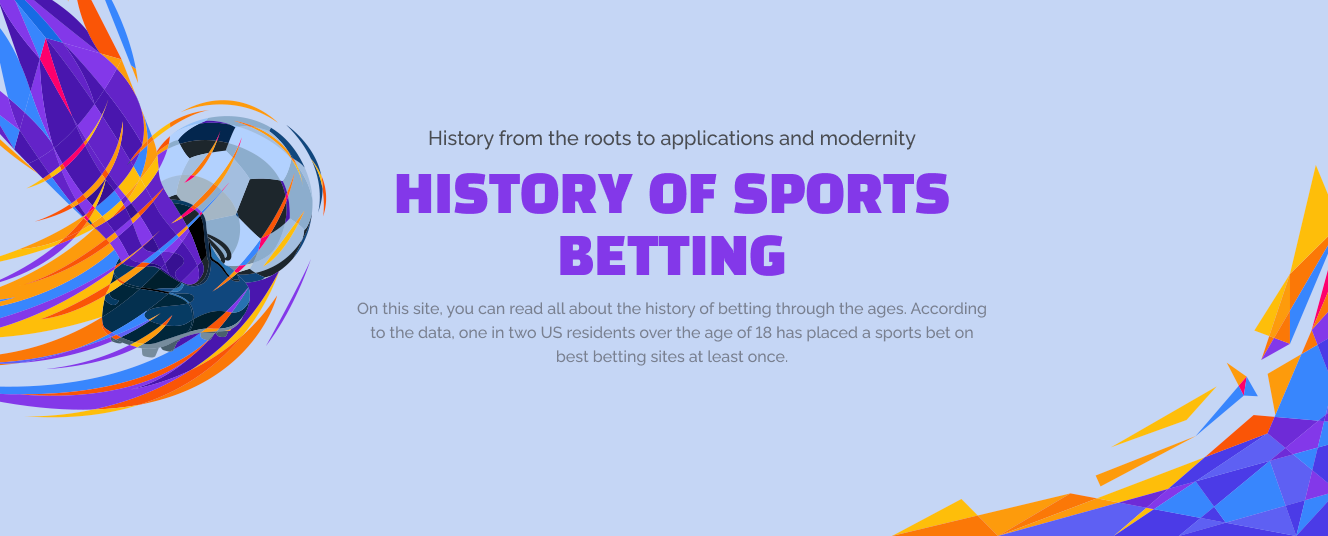 History from the roots to applications and modernity
HISTORY OF SPORTS
BETTING
On this site, you can read all about the history of betting through the ages. According
to the data, one in two US residents over the age of 18 has placed a sports bet on
best betting sites at least once.